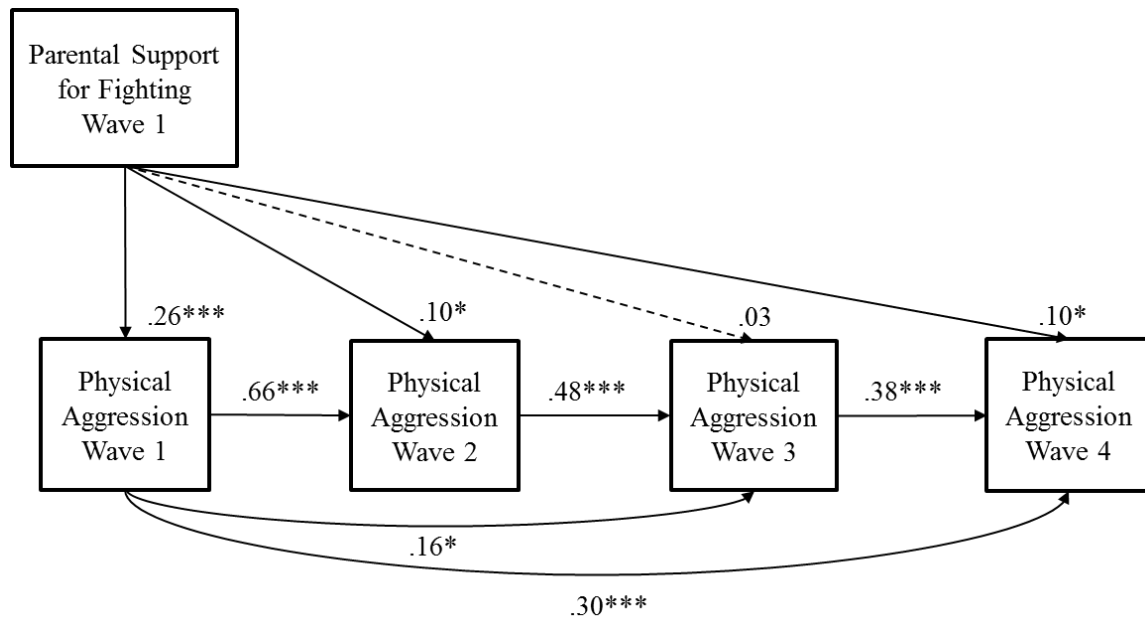 Parental Support
for Fighting
Wave 1
.26***
.10*
.03
.10*
Physical
Aggression
Wave 1
.66***
Physical
Aggression
Wave 2
.48***
Physical
Aggression
Wave 3
.38***
Physical
Aggression
Wave 4
.16*
.30***